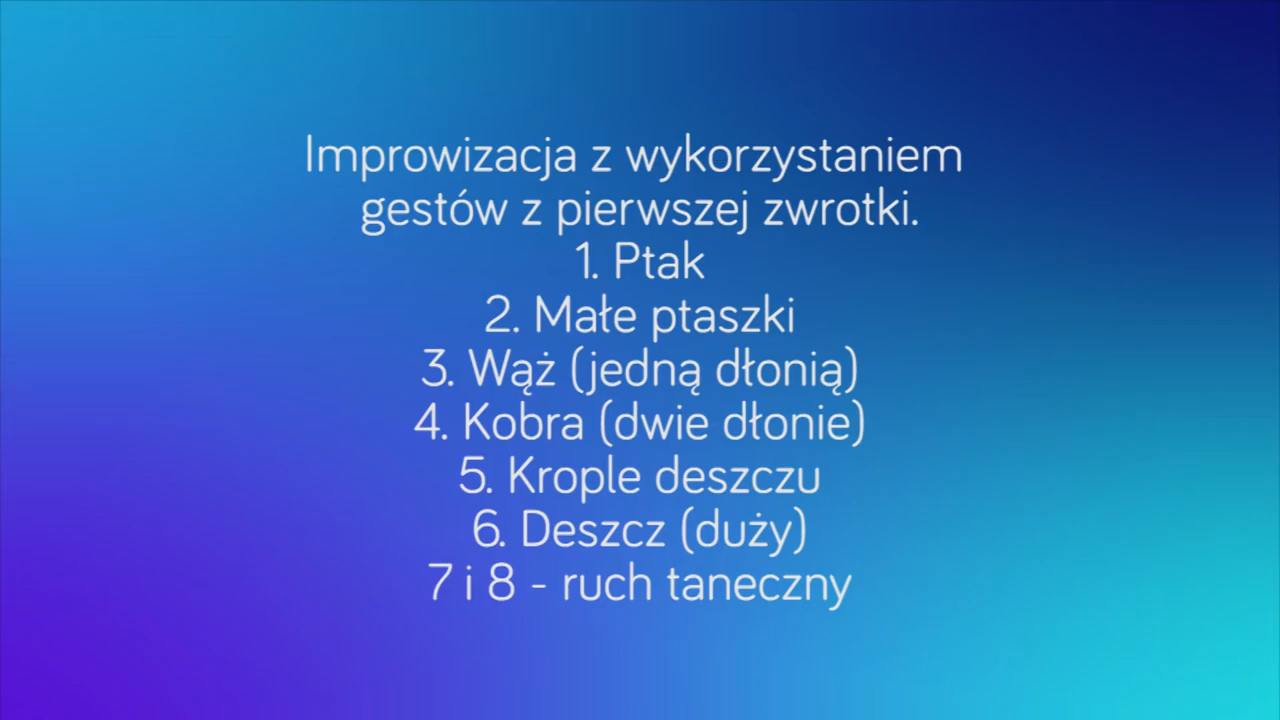 Improwizacja z wykorzystaniem
gestów z pierwszej zwrotki.
1. Ptak
2. Małe ptaszki
3. Wąż (jedną dłonią)
4. Kobra (dwie dłonie)
5. Krople deszczu
6. Deszcz (duży)
7 i 8 - ruch taneczny